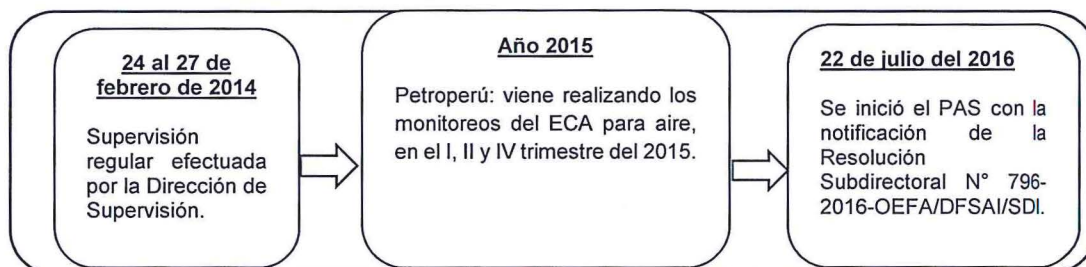 24 al 27 de
febrero de 2014
Supervisión
regular efectuada
por la Dirección de
Supervisión.
Año 2015
Petroperú: viene realizando los
monitoreos del ECA para aire,
en el I, II y IV trimestre del 2015.
22 de julio del 2016
Se inició el PAS con la
notificación de la
Resolución
Subdirectoral N° 796-
2016-OEFA/DFSAI/SDI.